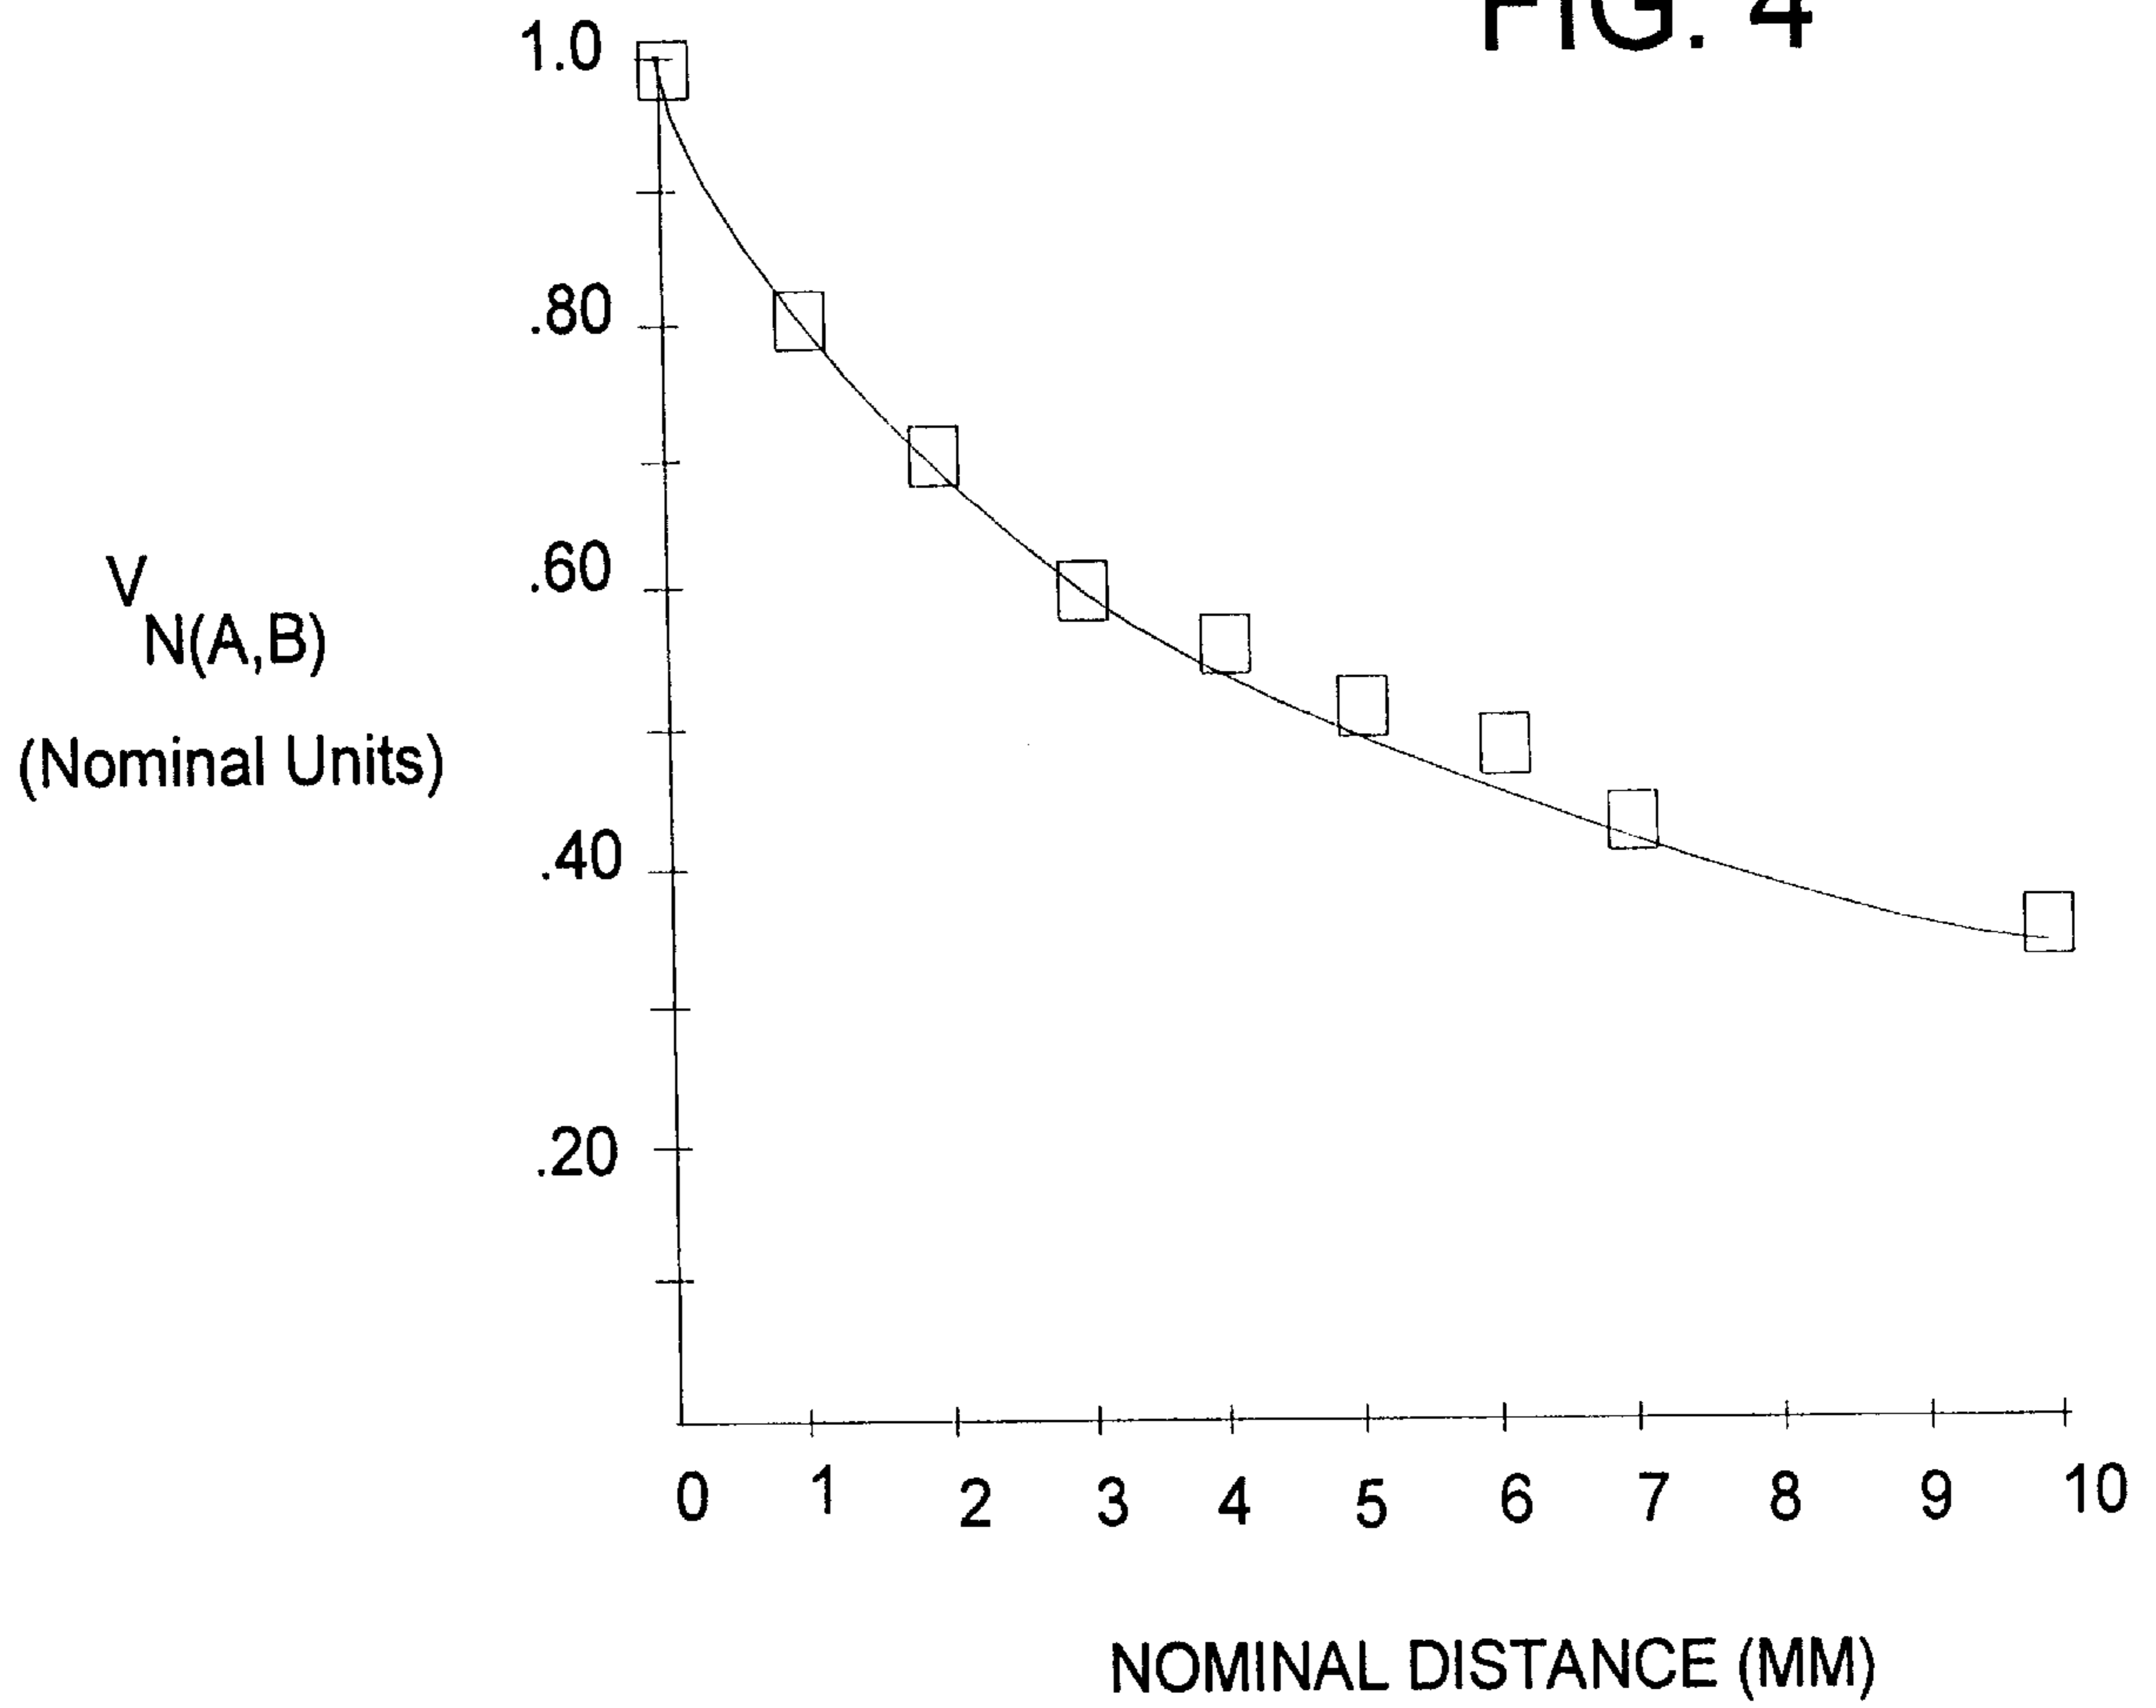 FIG. 4
1.0
.80
.60
V
N(A,B)
(Nominal Units)
.40
.20
0 1 2 3 4 5 6 7 8 9 10
NOMINAL DISTANCE (MM)